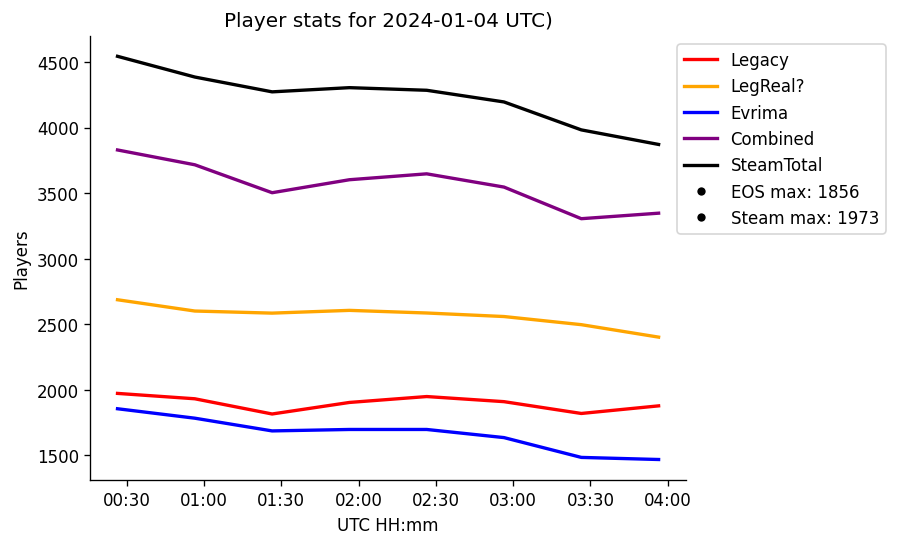 Player stats for 2024-01-04 UTC)
Players
4500
4000
3500
3000
2500
2000
1500
00:30 01:00 01:30 02:00 02:30 03:00 03:30 04:00
UTC HH:mm
Legacy
LegReal?
Evrima
Combined
SteamTotal
EOS max: 1856
Steam max: 1973